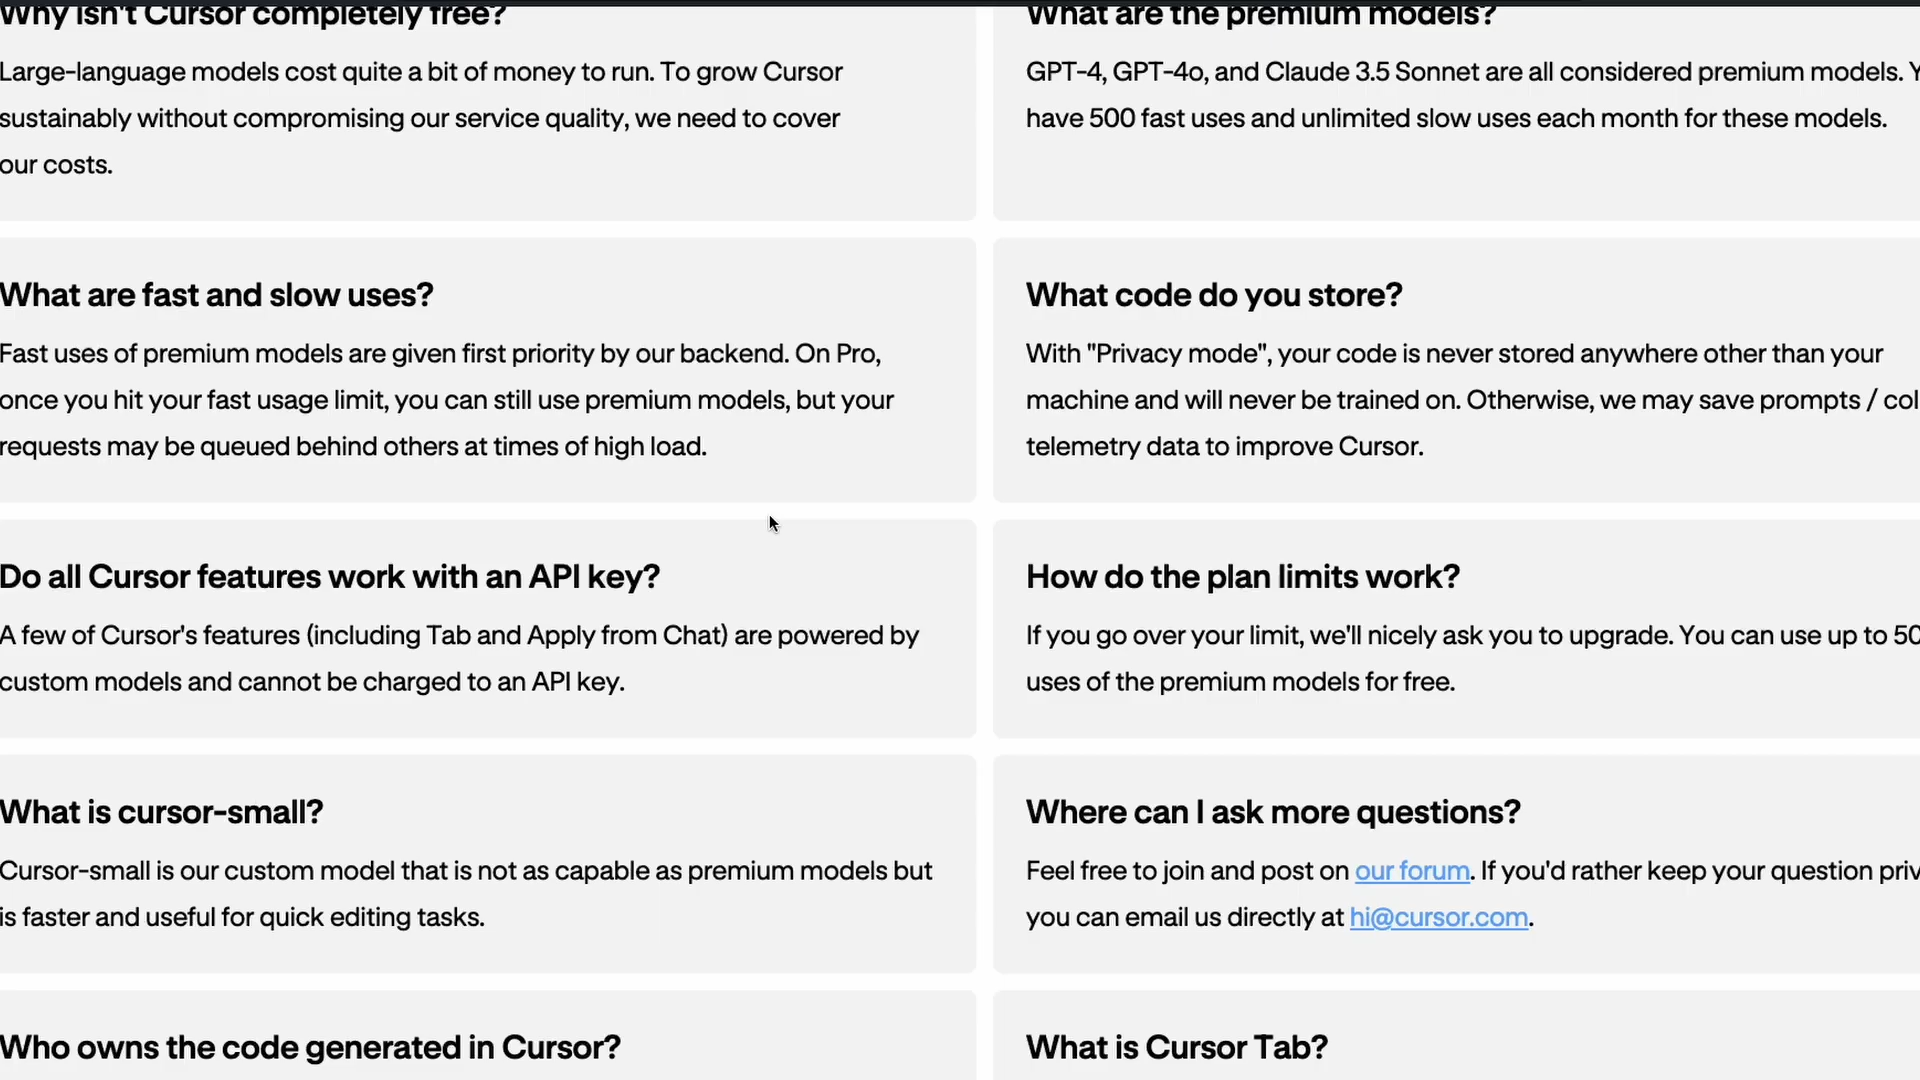 Why isn't Cursor completely free?
Large-language models cost quite a bit of money to run. To grow Cursor
sustainably without compromising our service quality, we need to cover
our costs.
What are the premium models?
GPT-4, GPT-4o, and Claude 3.5 Sonnet are all considered premium models.
have 500 fast uses and unlimited slow uses each month for these models.
What are fast and slow uses?
Fast uses of premium models are given first priority by our backend. On Pro,
once you hit your fast usage limit, you can still use premium models, but your
requests may be queued behind others at times of high load.
What code do you store?
With "Privacy mode", your code is never stored anywhere other than your
machine and will never be trained on. Otherwise, we may save prompts /
telemetry data to improve Cursor.
Do all Cursor features work with an API key?
A few of Cursor's features (including Tab and Apply from Chat) are powered by
custom models and cannot be charged to an API key.
How do the plan limits work?
If you go over your limit, we'll nicely ask you to upgrade. You can use up to
uses of the premium models for free.
What is cursor-small?
Cursor-small is our custom model that is not as capable as premium models but
is faster and useful for quick editing tasks.
Where can I ask more questions?
Feel free to join and post on our forum. If you'd rather keep your question
you can email us directly at hi@cursor.com.
Who owns the code generated in Cursor?
What is Cursor Tab?